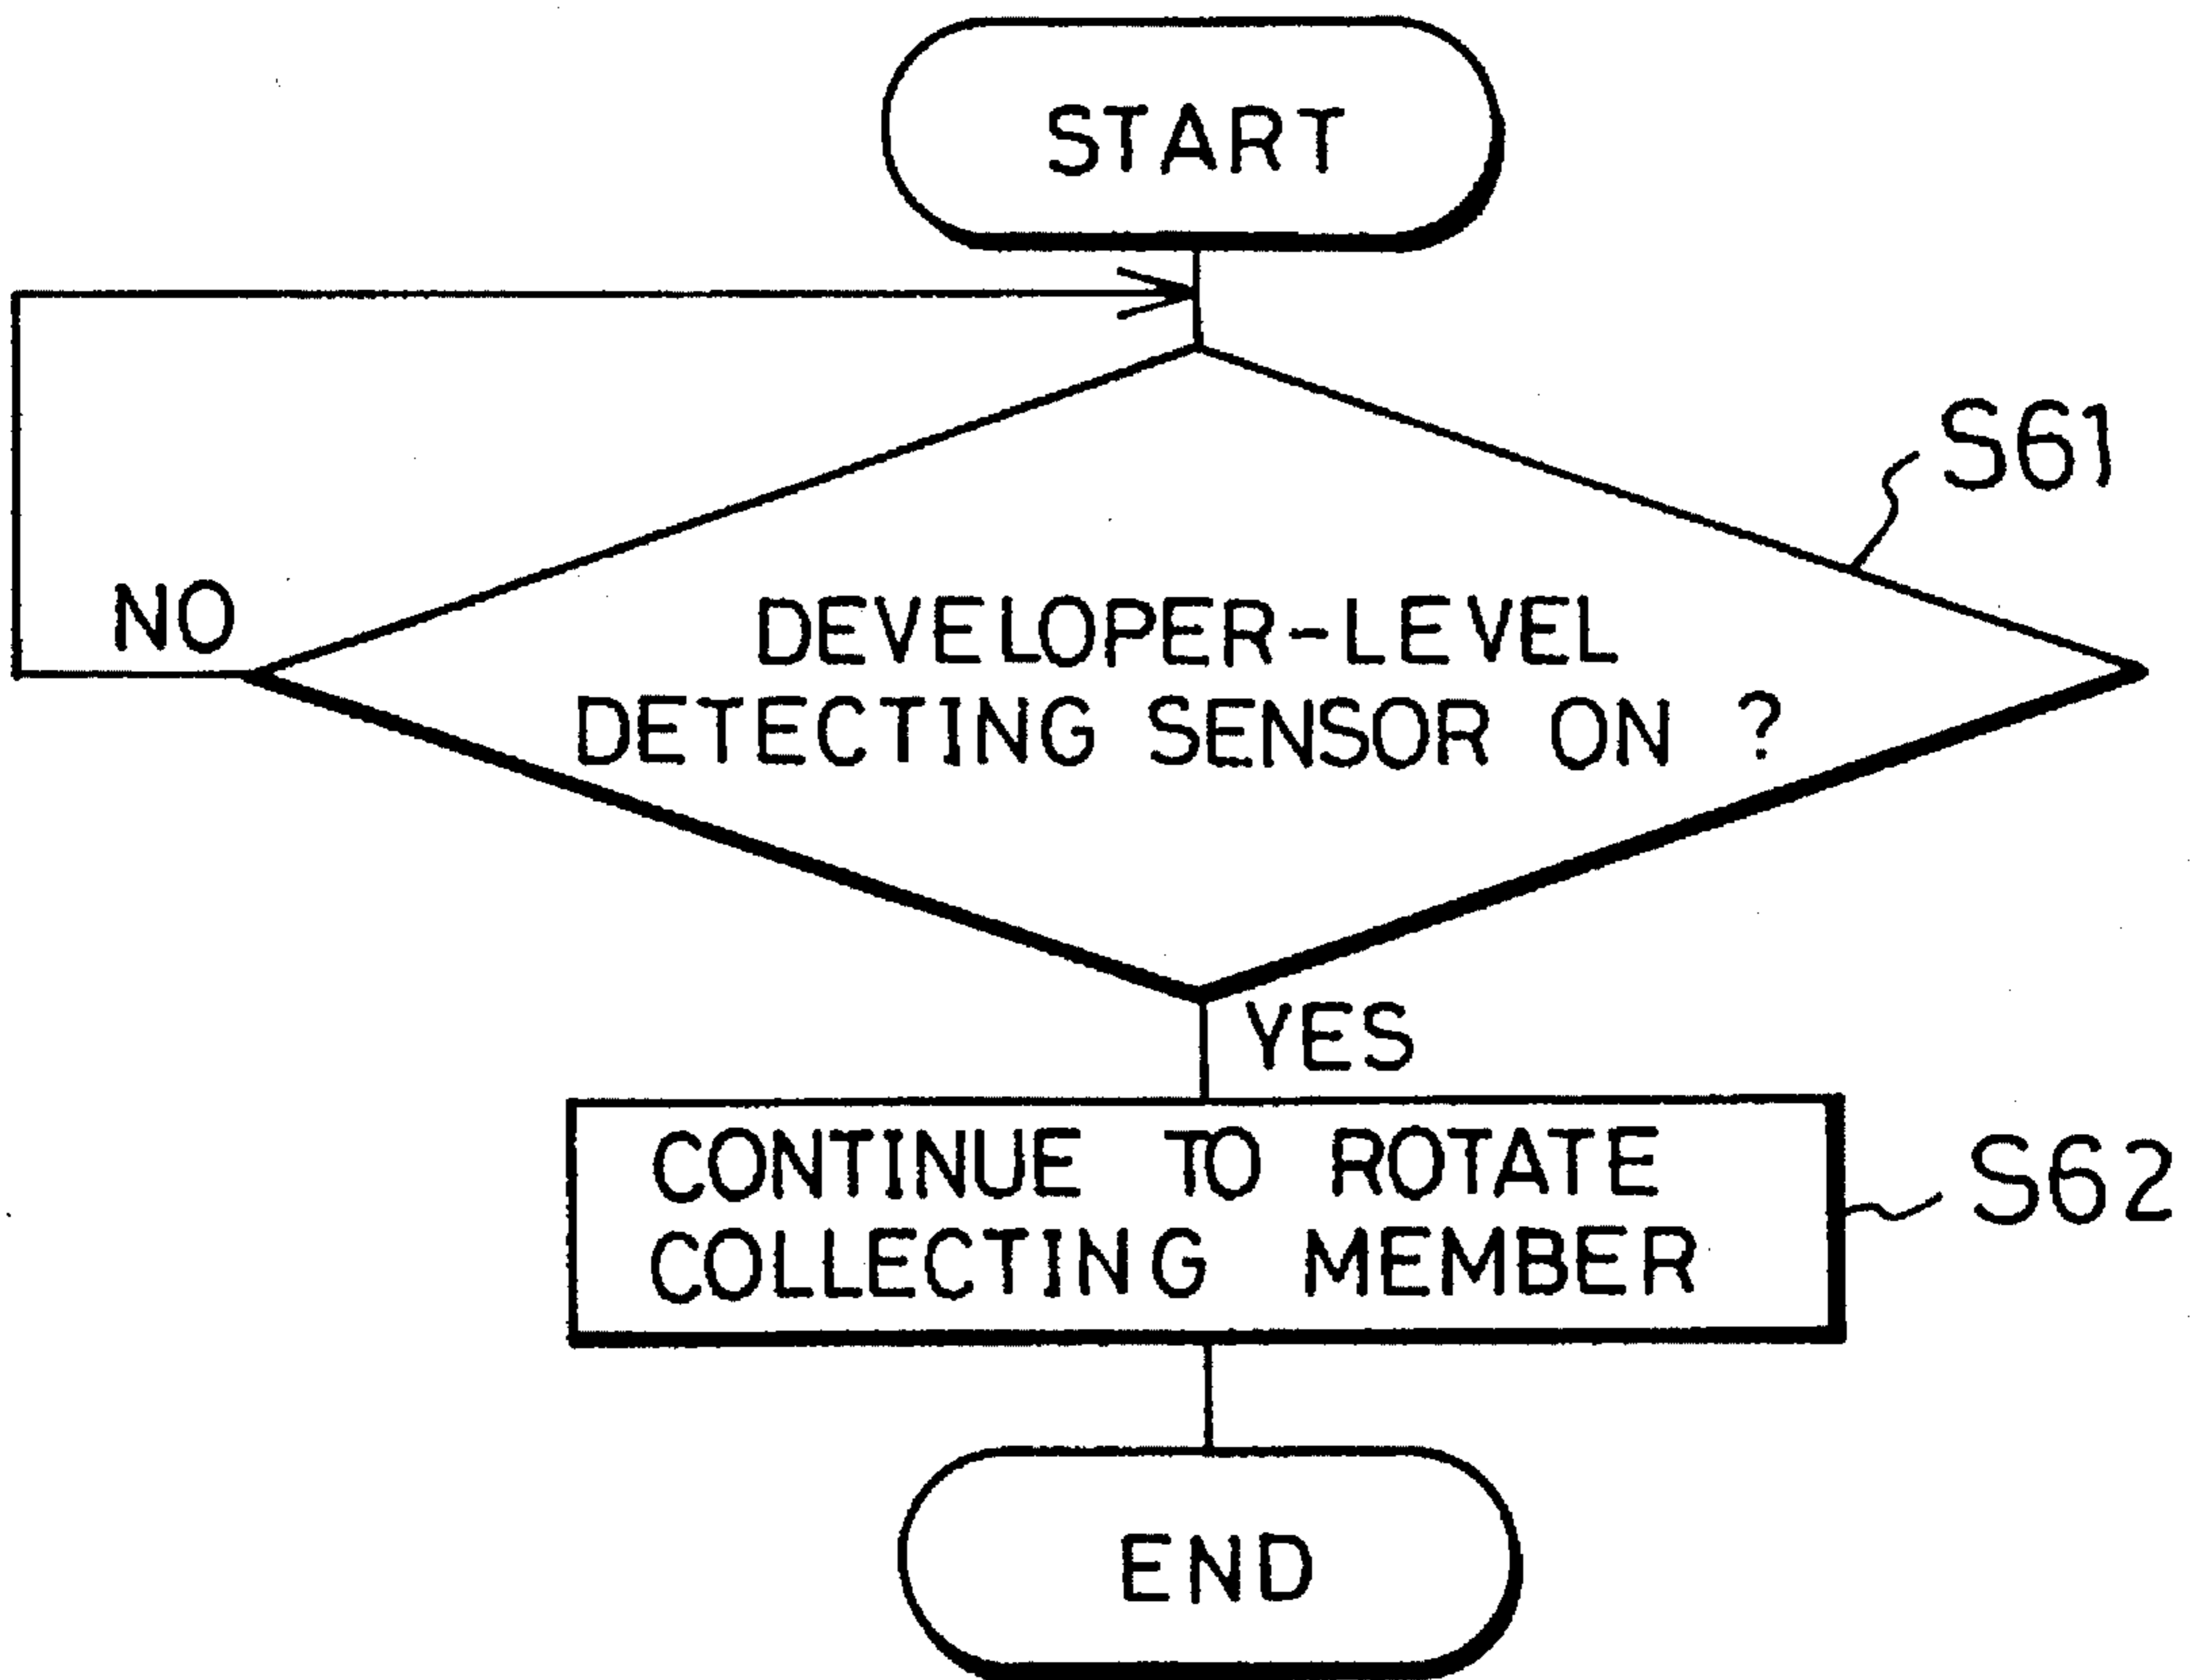 START
S61
NO
DEVELOPER-LEVEL
DETECTING SENSOR ON ?
YES
CONTINUE TO ROTATE
COLLECTING MEMBER
S62
END